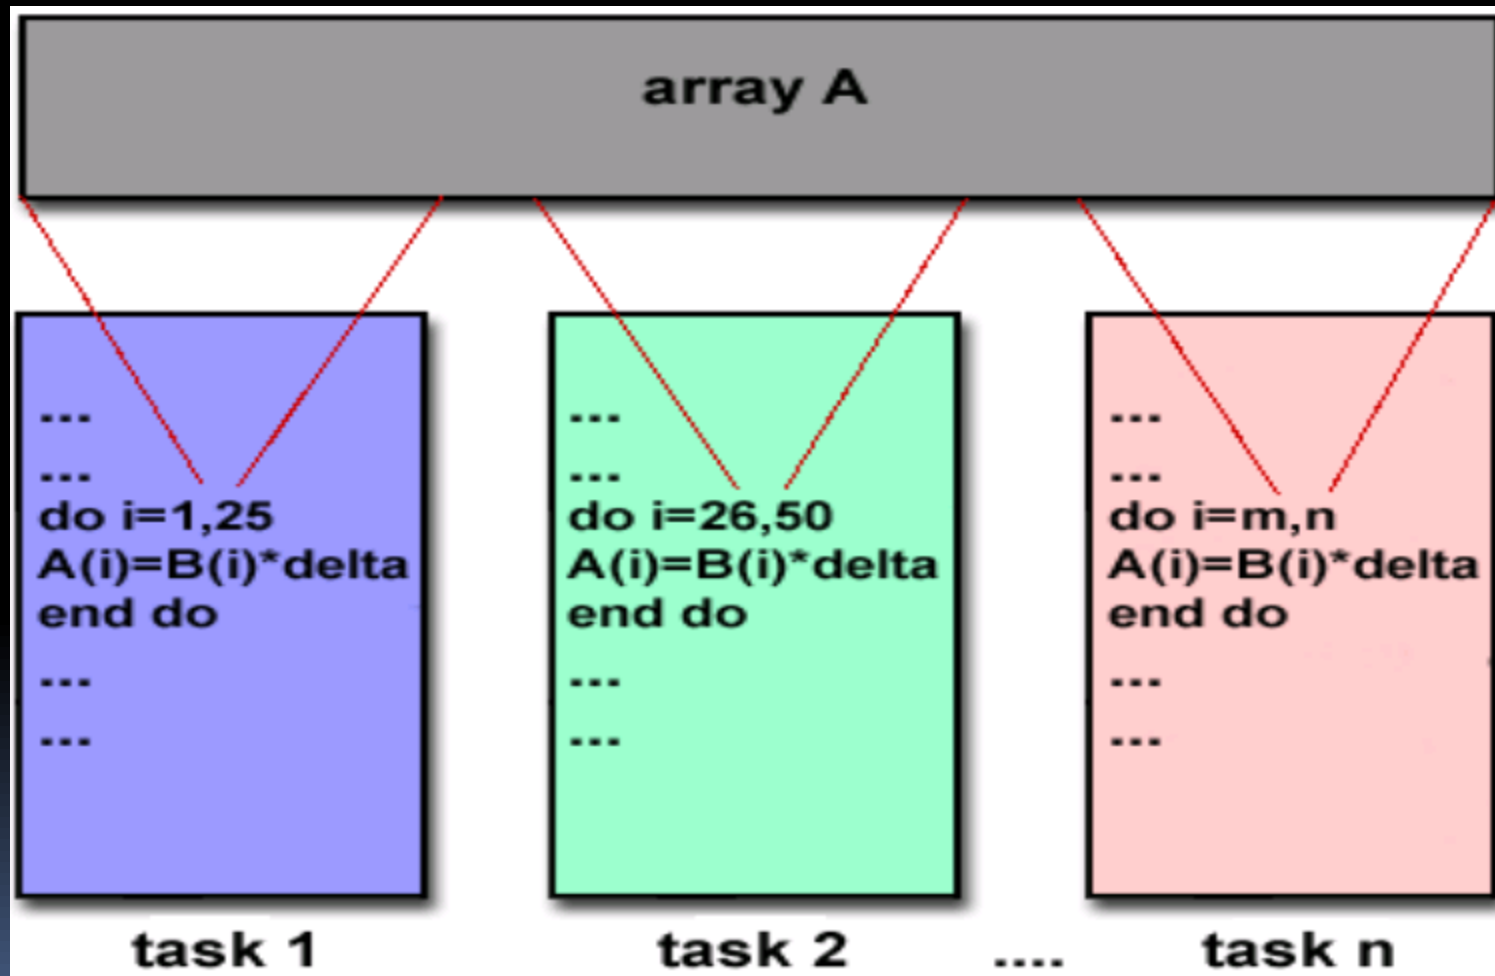 array A
---
---
do i=1,25
A(i)=B(i)*delta
end do
---
---
task 1
---
---
do i=26,50
A(i)=B(i)*delta
end do
---
---
task 2
....
---
---
do i=m,n
A(i)=B(i)*delta
end do
---
---
task n